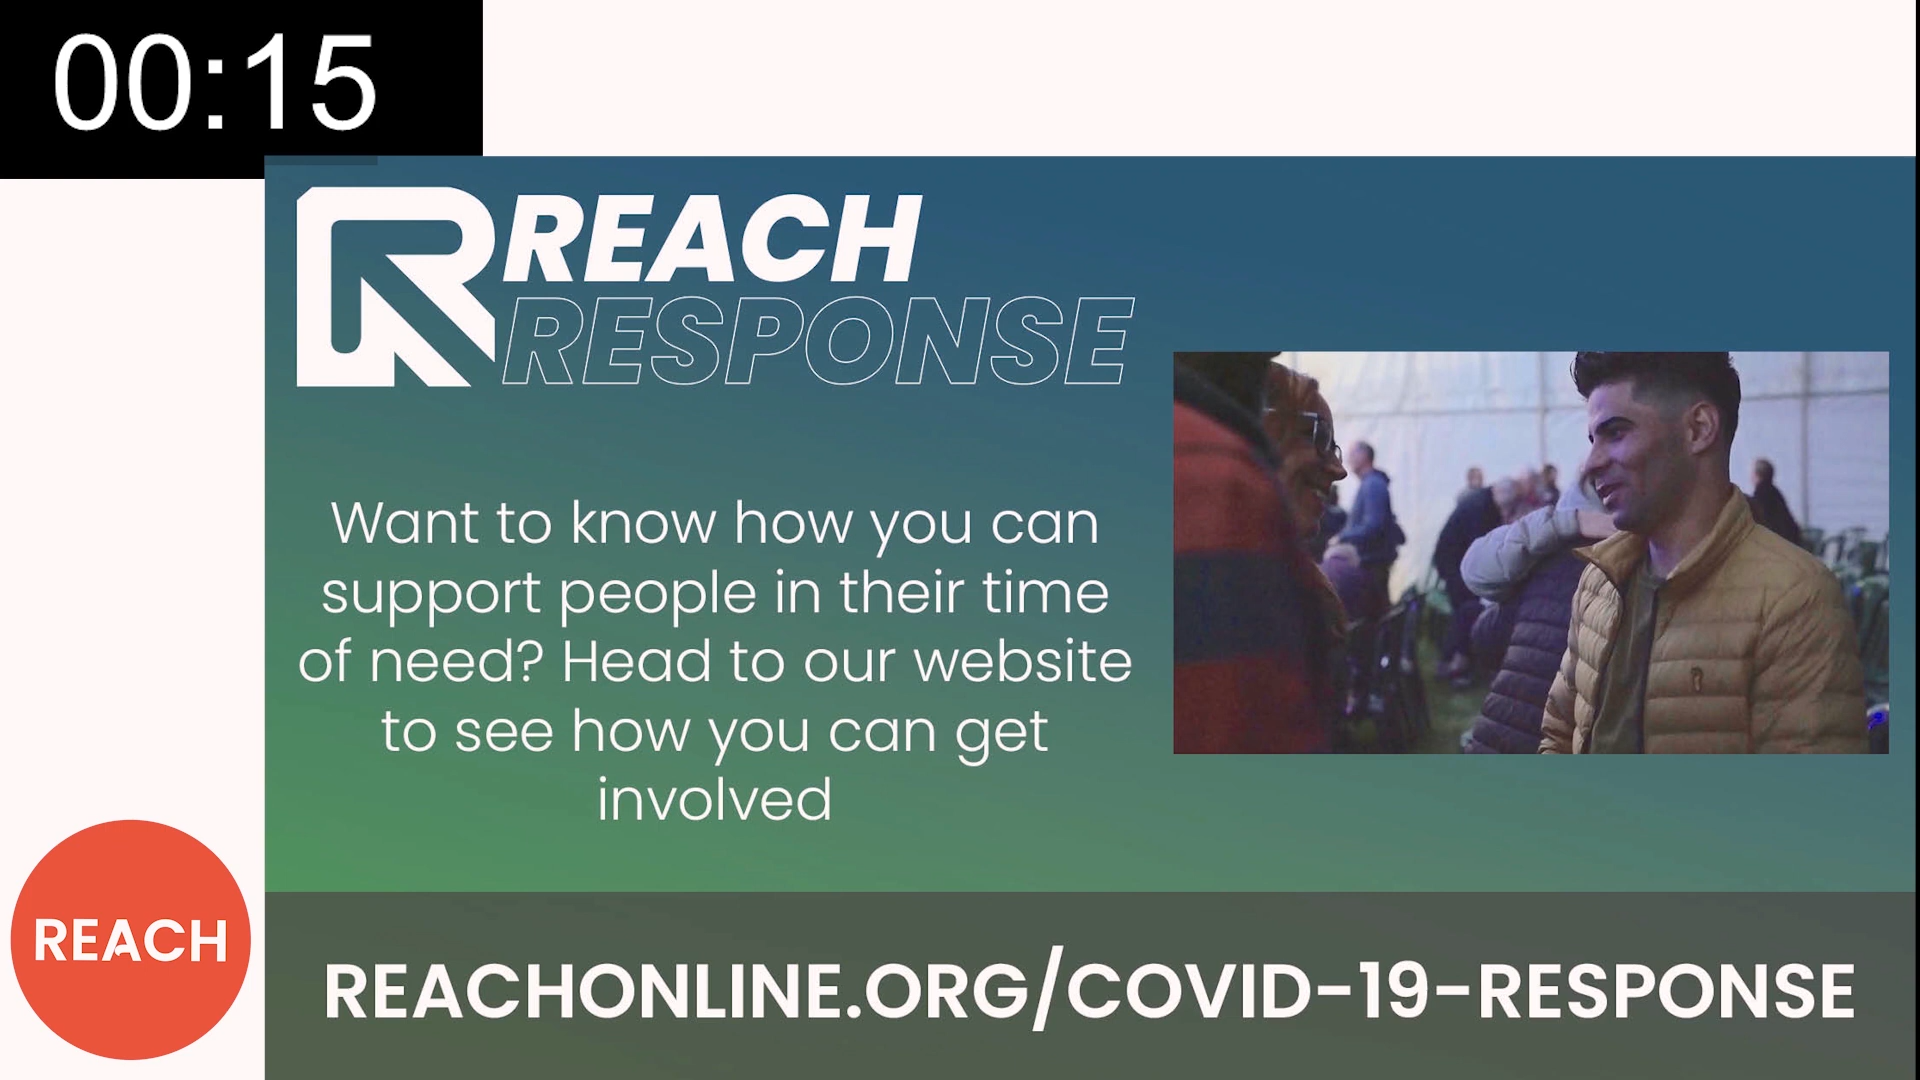 00:15
REACH
RESPONSE
Want to know how you can
support people in their time
of need? Head to our website
to see how you can get
involved
REACH
REACHONLINE.ORG/COVID-19-RESPONSE